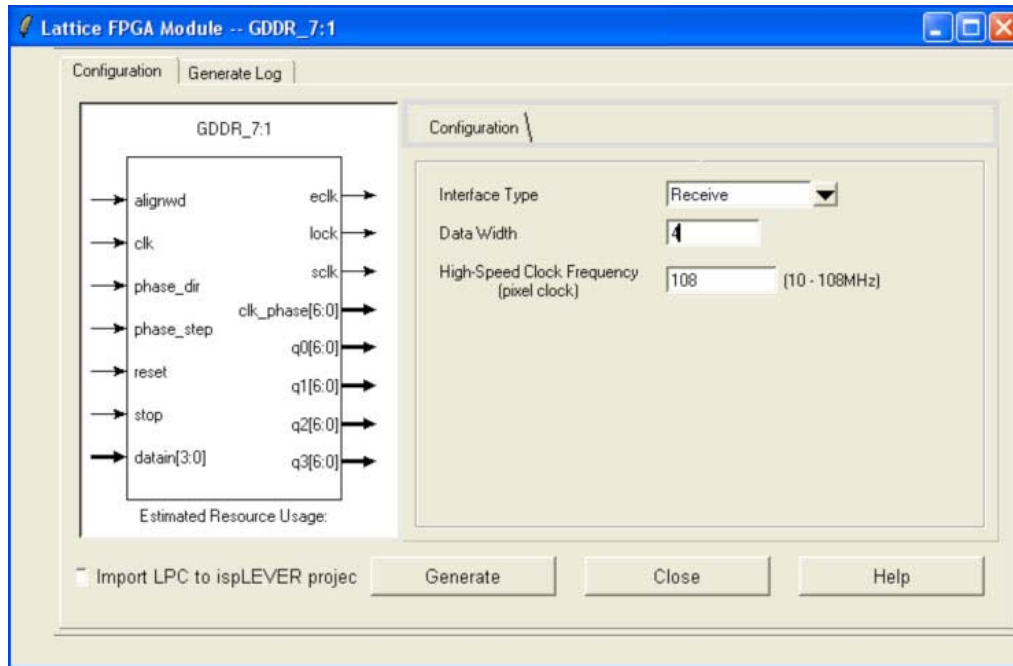 Lattice FPGA Module -- GDDR_7:1
Configuration
Generate Log
GDDR_7:1
alignwd
clk
phase_dir
phase_step
reset
stop
datain[3:0]
eclk
lock
sclk
clk_phase[6:0]
q0[6:0]
q1[6:0]
q2[6:0]
q3[6:0]
Estimated Resource Usage:
Configuration
Interface Type Receive
Data Width 4
High-Speed Clock Frequency 108 (10 - 108MHz)
(pixel clock)
Import LPC to ispLEVER projec
Generate
Close
Help